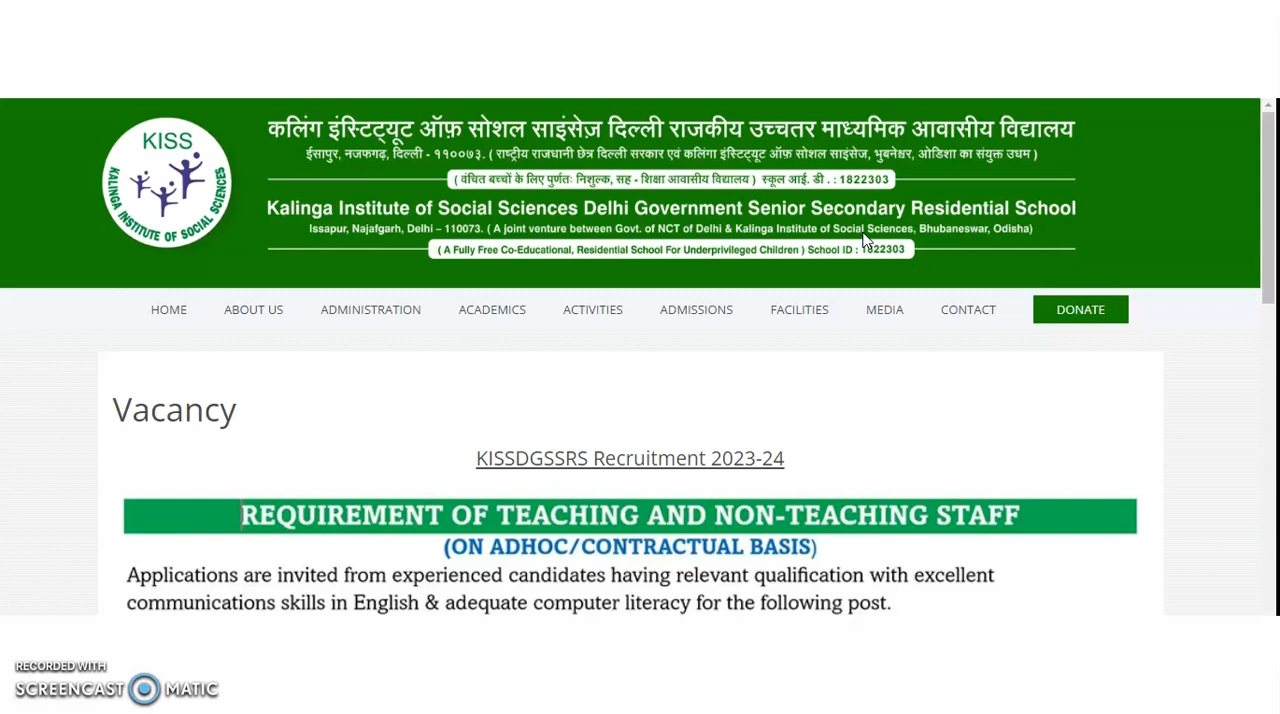 KISS
KALINGA INSTITUTE OF SOCIAL SCIENCES
कलिंग इंस्टिट्यूट ऑफ़ सोशल साइंसेज़ दिल्ली राजकीय उच्चतर माध्यमिक आवासीय विद्यालय
ईसापुर, नजफगढ़, दिल्ली - ११००७३. ( राष्ट्रीय राजधानी छेत्र दिल्ली सरकार एवं कलिंगा इंस्टिट्यूट ऑफ़ सोशल साइंसेज, भुबनेश्वर, ओडिशा का संयुक्त उधम )
( वंचित बच्चों के लिए पुर्णतः निशुल्क, सह - शिक्षा आवासीय विद्यालय ) स्कूल आई. डी . : 1822303
Kalinga Institute of Social Sciences Delhi Government Senior Secondary Residential School
Issapur, Najafgarh, Delhi – 110073. ( A joint venture between Govt. of NCT of Delhi & Kalinga Institute of Social Sciences, Bhubaneswar, Odisha)
( A Fully Free Co-Educational, Residential School For Underprivileged Children ) School ID : 1822303
HOME ABOUT US ADMINISTRATION ACADEMICS ACTIVITIES ADMISSIONS FACILITIES MEDIA CONTACT DONATE
Vacancy
KISSDGSSRS Recruitment 2023-24
REQUIREMENT OF TEACHING AND NON-TEACHING STAFF
(ON ADHOC/CONTRACTUAL BASIS)
Applications are invited from experienced candidates having relevant qualification with excellent
communications skills in English & adequate computer literacy for the following post.
RECORDED WITH
SCREENCAST MATIC